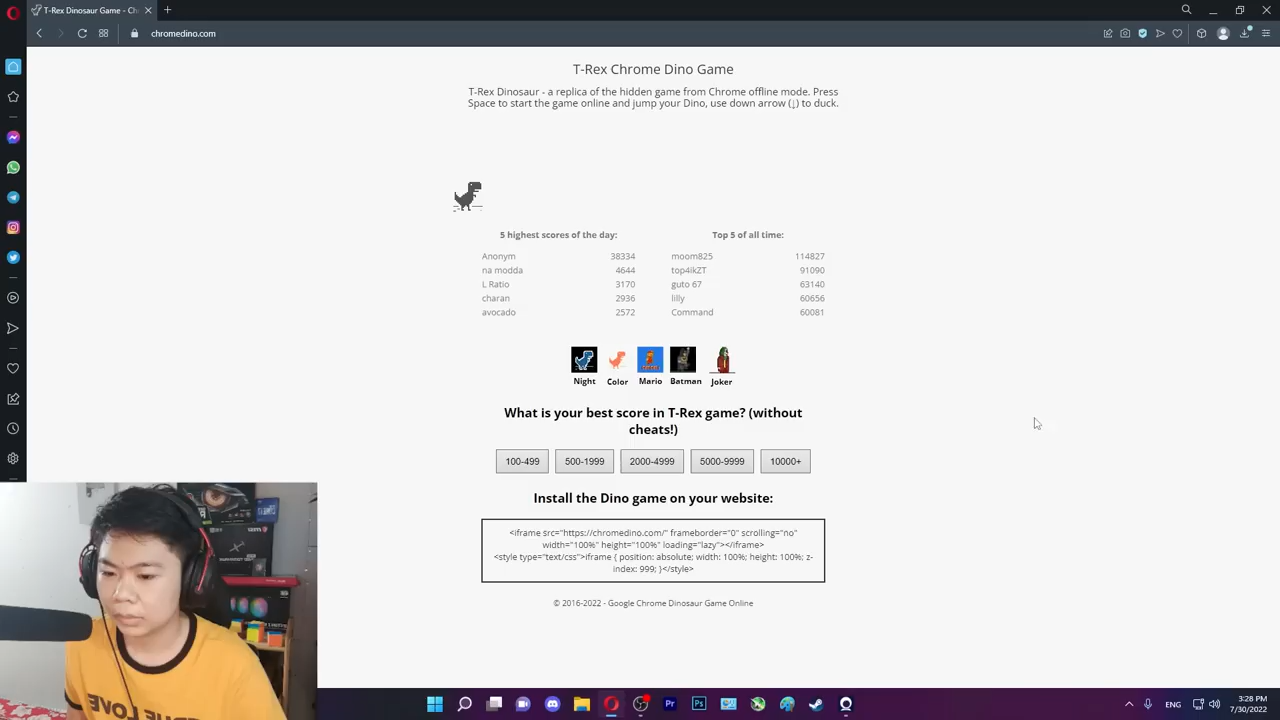 T-Rex Dinosaur Game - Ch
chromedino.com
T-Rex Chrome Dino Game
T-Rex Dinosaur - a replica of the hidden game from Chrome offline mode. Press
Space to start the game online and jump your Dino, use down arrow (↓) to duck.
5 highest scores of the day:
Anonym 38334
na modda 4644
L Ratio 3170
charan 2936
avocado 2572
Top 5 of all time:
moom825 114827
top4ikZT 91090
guto 67 63140
lilly 60656
Command 60081
Night Color Mario Batman Joker
What is your best score in T-Rex game? (without
cheats!)
100-499 500-1999 2000-4999 5000-9999 10000+
Install the Dino game on your website:
<iframe src="https://chromedino.com/" frameborder="0" scrolling="no"
width="100%" height="100%" loading="lazy"></iframe>
<style type="text/css">iframe { position: absolute; width: 100%; height: 100%; z-
index: 999; }</style>
© 2016-2022 - Google Chrome Dinosaur Game Online
ENG
3:28 PM
7/30/2022